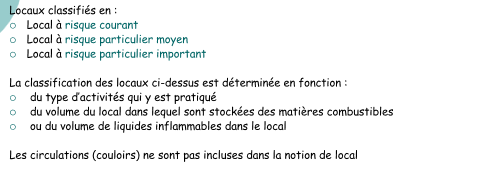 Locaux classifiés en :
o Local à risque courant
o Local à risque particulier moyen
o Local à risque particulier important
La classification des locaux ci-dessus est déterminée en fonction :
o du type d'activités qui y est pratiqué
o du volume du local dans lequel sont stockées des matières combustibles
o ou du volume de liquides inflammables dans le local
Les circulations (couloirs) ne sont pas incluses dans la notion de local